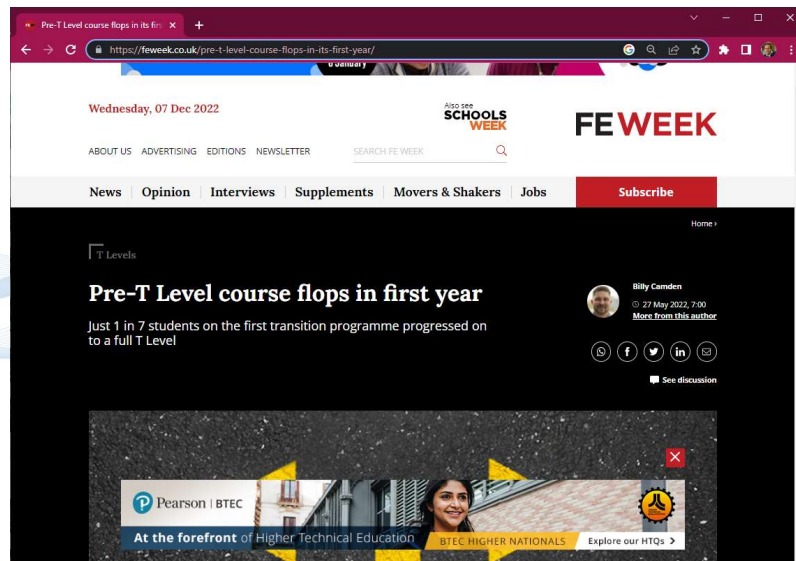 Pre-T Level course flops in its fir
https://feweek.co.uk/pre-t-level-course-flops-in-its-first-year/
6 January
Wednesday, 07 Dec 2022
Also see
SCHOOLS
WEEK
FE WEEK
ABOUT US ADVERTISING EDITIONS NEWSLETTER SEARCH FE WEEK
News Opinion Interviews Supplements Movers & Shakers Jobs Subscribe
Home
T Levels
Pre-T Level course flops in first year
Just 1 in 7 students on the first transition programme progressed on
to a full T Level
Billy Camden
27 May 2022, 7:00
More from this author
See discussion
Pearson | BTEC
At the forefront of Higher Technical Education
BTEC HIGHER NATIONALS
Explore our HTQs